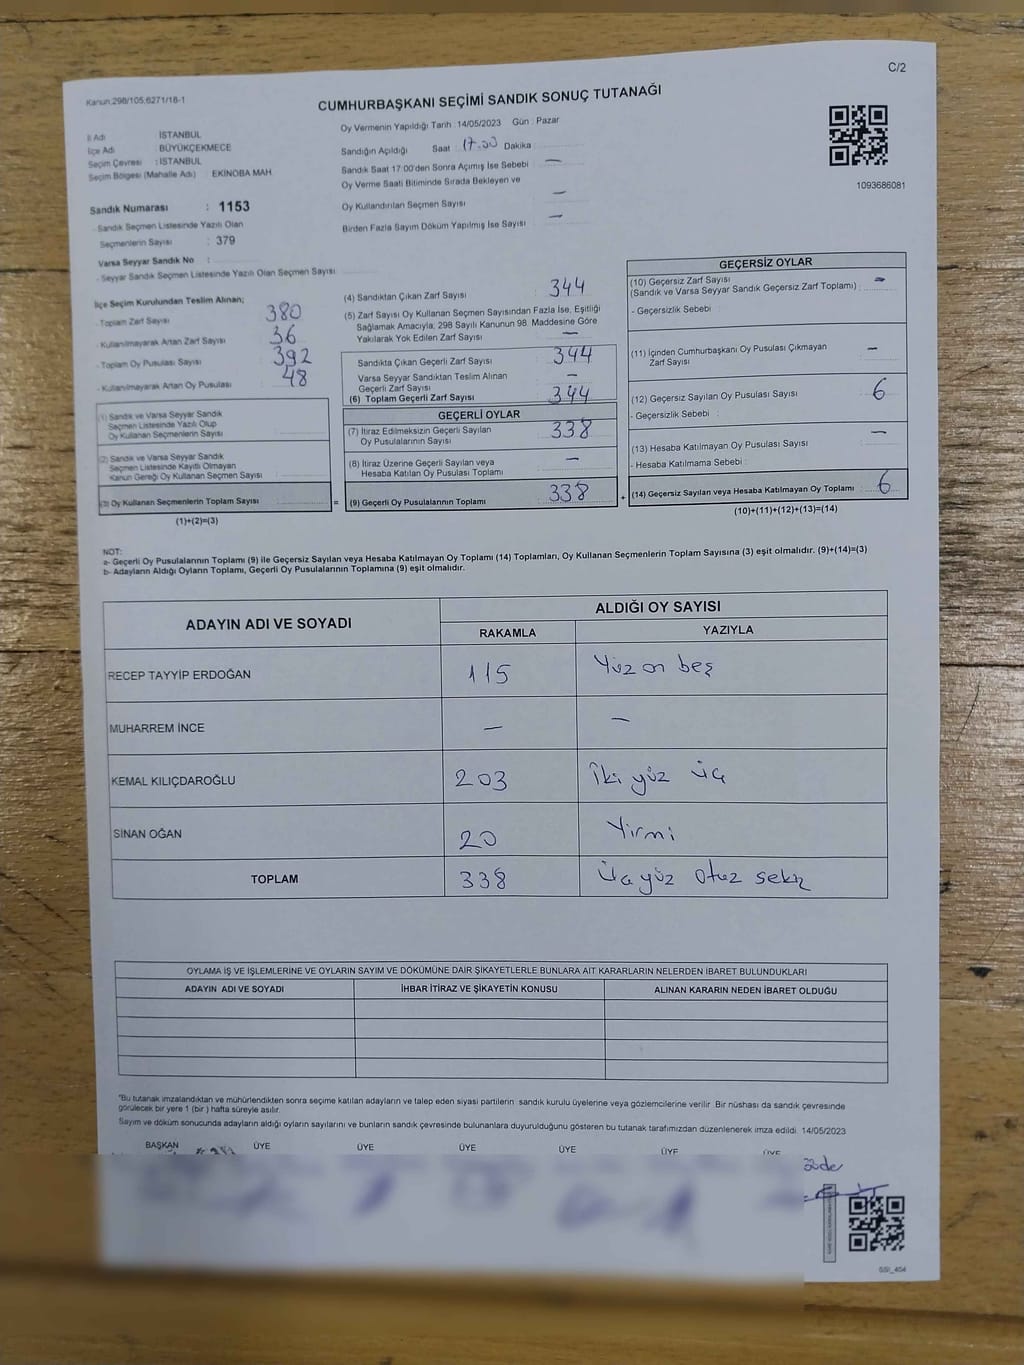 C/2
Kanun:298/105;6271/18-1
CUMHURBAŞKANI SEÇİMİ SANDIK SONUÇ TUTANAĞI
İl Adı İSTANBUL
İlçe Adı : BÜYÜKÇEKMECE
Seçim Çevresi : İSTANBUL
Seçim Bölgesi (Mahalle Adı) : EKİNOBA MAH.
Oy Vermenin Yapıldığı Tarih :14/05/2023 Gün : Pazar
Sandığın Açıldığı Saat 17.00 Dakika
Sandık Saat 17:00'den Sonra Açımış İse Sebebi —
Oy Verme Saati Bitiminde Sırada Bekleyen ve
Oy Kullandırılan Seçmen Sayısı —
Birden Fazla Sayım Döküm Yapılmış İse Sayısı —
1093686081
Sandık Numarası : 1153
- Sandık Seçmen Listesinde Yazılı Olan
Seçmenlerin Sayısı : 379
Varsa Seyyar Sandık No :
- Seyyar Sandık Seçmen Listesinde Yazılı Olan Seçmen Sayısı
İlçe Seçim Kurulundan Teslim Alınan;
- Toplam Zarf Sayısı 380
- Kullanılmayarak Artan Zarf Sayısı 36
- Toplam Oy Pusulası Sayısı 392
- Kullanılmayarak Artan Oy Pusulası 48
(1) Sandık ve Varsa Seyyar Sandık
Seçmen Listesinde Yazılı Olup
Oy Kullanan Seçmenlerin Sayısı
(2) Sandık ve Varsa Seyyar Sandık
Seçmen Listesinde Kayıtlı Olmayan
Kanun Gereği Oy Kullanan Seçmen Sayısı
(3) Oy Kullanan Seçmenlerin Toplam Sayısı =
(1)+(2)=(3)
(4) Sandıktan Çıkan Zarf Sayısı 344
(5) Zarf Sayısı Oy Kullanan Seçmen Sayısından Fazla İse, Eşitliği
Sağlamak Amacıyla; 298 Sayılı Kanunun 98. Maddesine Göre
Yakılarak Yok Edilen Zarf Sayısı —
Sandıkta Çıkan Geçerli Zarf Sayısı 344
Varsa Seyyar Sandıktan Teslim Alınan
Geçerli Zarf Sayısı —
(6) Toplam Geçerli Zarf Sayısı 344
GEÇERLİ OYLAR
(7) İtiraz Edilmeksizin Geçerli Sayılan
Oy Pusulalarının Sayısı 338
(8) İtiraz Üzerine Geçerli Sayılan veya
Hesaba Katılan Oy Pusulası Toplamı —
(9) Geçerli Oy Pusulalarının Toplamı 338 +
GEÇERSİZ OYLAR
(10) Geçersiz Zarf Sayısı
(Sandık ve Varsa Seyyar Sandık Geçersiz Zarf Toplamı) : —
- Geçersizlik Sebebi :
(11) İçinden Cumhurbaşkanı Oy Pusulası Çıkmayan
Zarf Sayısı —
(12) Geçersiz Sayılan Oy Pusulası Sayısı 6
- Geçersizlik Sebebi :
(13) Hesaba Katılmayan Oy Pusulası Sayısı —
- Hesaba Katılmama Sebebi :
(14) Geçersiz Sayılan veya Hesaba Katılmayan Oy Toplamı : 6
(10)+(11)+(12)+(13)=(14)
NOT:
a- Geçerli Oy Pusulalarının Toplamı (9) ile Geçersiz Sayılan veya Hesaba Katılmayan Oy Toplamı (14) Toplamları, Oy Kullanan Seçmenlerin Toplam Sayısına (3) eşit olmalıdır. (9)+(14)=(3)
b- Adayların Aldığı Oyların Toplamı, Geçerli Oy Pusulalarının Toplamına (9) eşit olmalıdır.
ADAYIN ADI VE SOYADI ALDIĞI OY SAYISI
RAKAMLA YAZIYLA
RECEP TAYYİP ERDOĞAN 115 Yüz on beş
MUHARREM İNCE — —
KEMAL KILIÇDAROĞLU 203 İki yüz üç
SİNAN OĞAN 20 Yirmi
TOPLAM 338 Üç yüz otuz sekiz
OYLAMA İŞ VE İŞLEMLERİNE VE OYLARIN SAYIM VE DÖKÜMÜNE DAİR ŞİKAYETLERLE BUNLARA AİT KARARLARIN NELERDEN İBARET BULUNDUKLARI
ADAYIN ADI VE SOYADI İHBAR İTİRAZ VE ŞİKAYETİN KONUSU ALINAN KARARIN NEDEN İBARET OLDUĞU
"Bu tutanak imzalandıktan ve mühürlendikten sonra seçime katılan adayların ve talep eden siyasi partilerin sandık kurulu üyelerine veya gözlemcilerine verilir. Bir nüshası da sandık çevresinde
görülecek bir yere 1 (bir) hafta süreyle asılır.
Sayım ve döküm sonucunda adayların aldığı oyların sayılarını ve bunların sandık çevresinde bulunanlara duyurulduğunu gösteren bu tutanak tarafımızdan düzenlenerek imza edildi. 14/05/2023
BAŞKAN ÜYE ÜYE ÜYE ÜYE ÜYE ÜYE
SSI_454